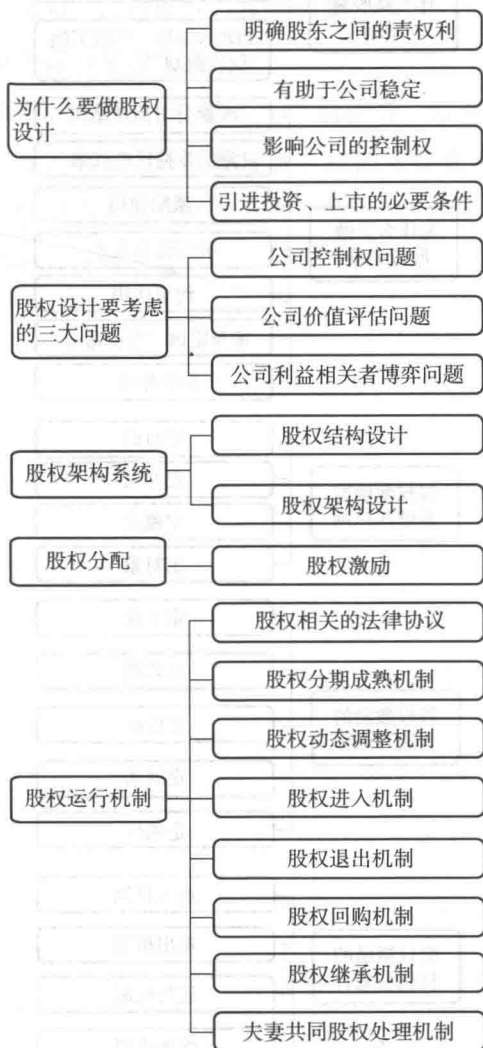 为什么要做股权
设计
明确股东之间的责权利
有助于公司稳定
影响公司的控制权
引进投资、上市的必要条件
股权设计要考虑
的三大问题
公司控制权问题
公司价值评估问题
公司利益相关者博弈问题
股权架构系统
股权结构设计
股权架构设计
股权分配
股权激励
股权运行机制
股权相关的法律协议
股权分期成熟机制
股权动态调整机制
股权进入机制
股权退出机制
股权回购机制
股权继承机制
夫妻共同股权处理机制